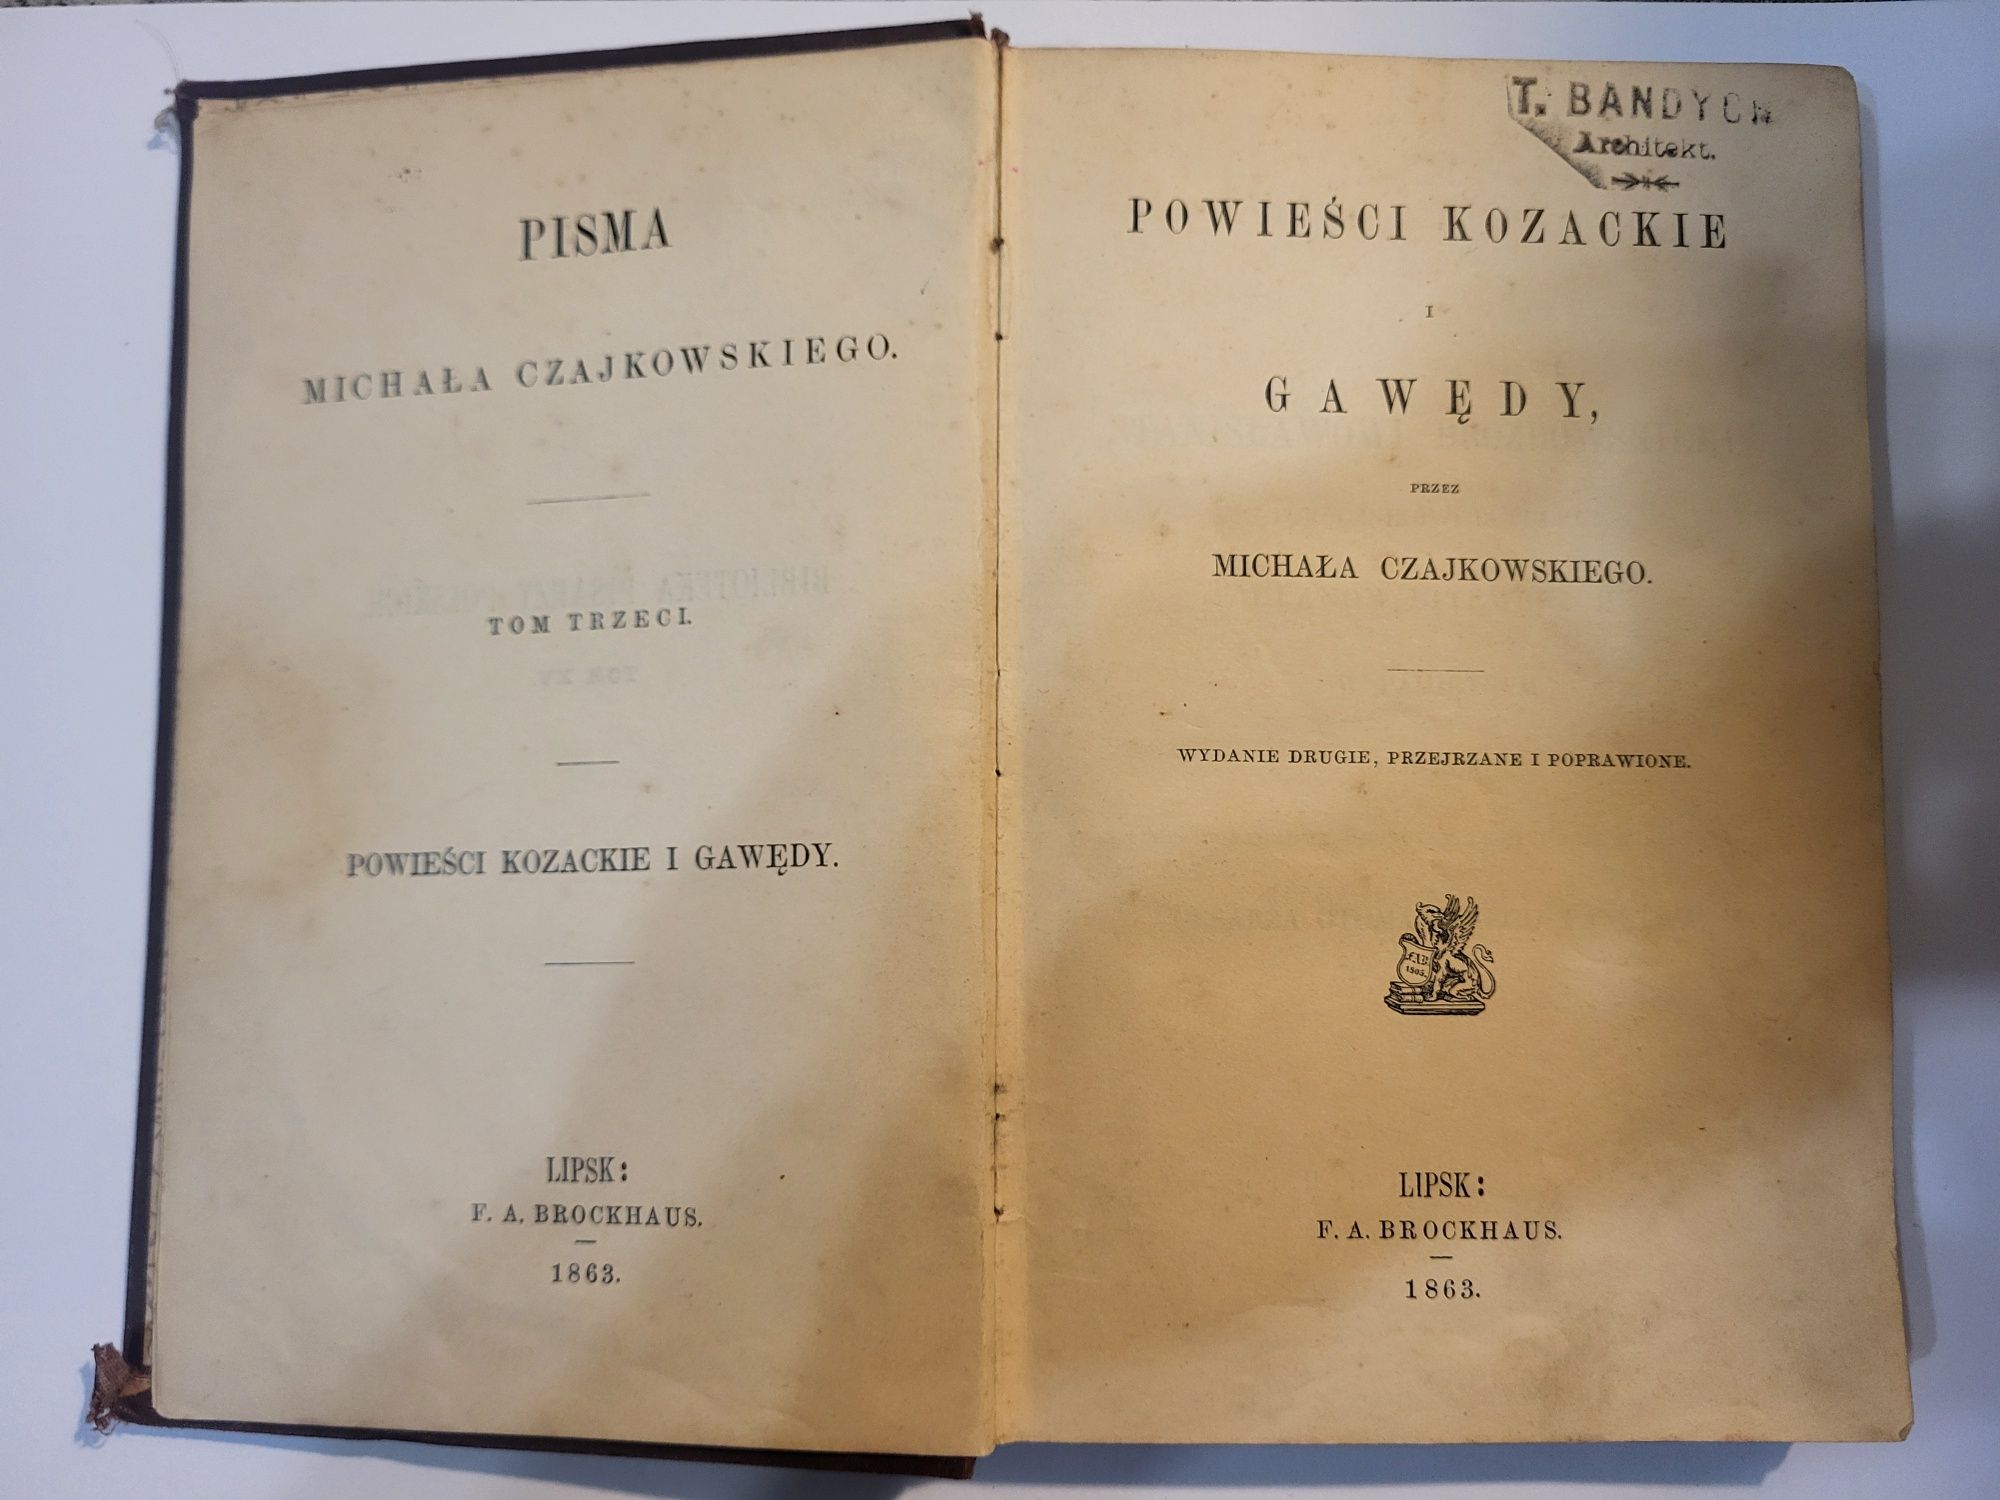 PISMA
MICHAŁA CZAJKOWSKIEGO.
TOM TRZECI.
POWIEŚCI KOZACKIE I GAWĘDY.
LIPSK:
F. A. BROCKHAUS.
1863.
T. BANDYCH
Architekt.
POWIEŚCI KOZACKIE
I
GAWĘDY,
PRZEZ
MICHAŁA CZAJKOWSKIEGO.
WYDANIE DRUGIE, PRZEJRZANE I POPRAWIONE.
F.A.B.
1805.
LIPSK:
F. A. BROCKHAUS.
1863.